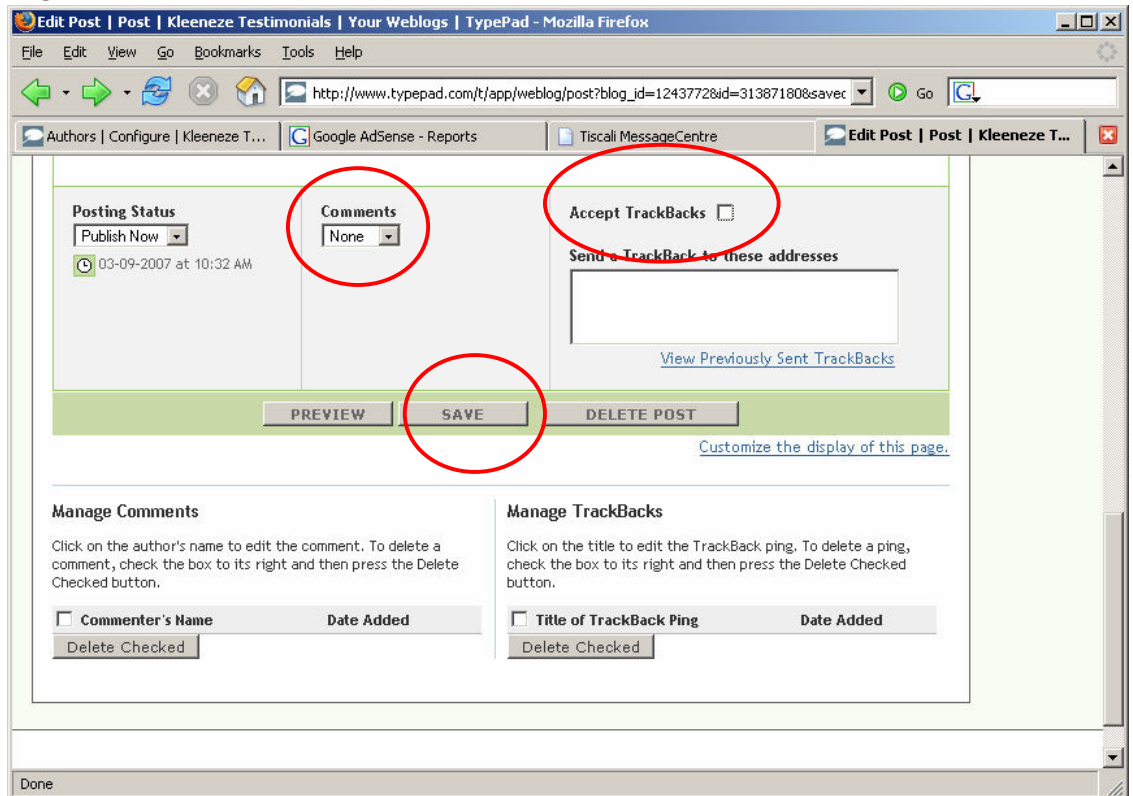 Edit Post | Post | Kleeneze Testimonials | Your Weblogs | TypePad - Mozilla Firefox
File Edit View Go Bookmarks Tools Help
http://www.typepad.com/t/app/weblog/post?blog_id=1243772&id=31387180&savec Go
Authors | Configure | Kleeneze T... Google AdSense - Reports Tiscali MessageCentre Edit Post | Post | Kleeneze T...
Posting Status Comments Accept TrackBacks
Publish Now None
03-09-2007 at 10:32 AM
Send a TrackBack to these addresses
View Previously Sent TrackBacks
PREVIEW SAVE DELETE POST
Customize the display of this page.
Manage Comments
Click on the author's name to edit the comment. To delete a
comment, check the box to its right and then press the Delete
Checked button.
Commenter's Name Date Added
Delete Checked
Manage TrackBacks
Click on the title to edit the TrackBack ping. To delete a ping,
check the box to its right and then press the Delete Checked
button.
Title of TrackBack Ping Date Added
Delete Checked
Done